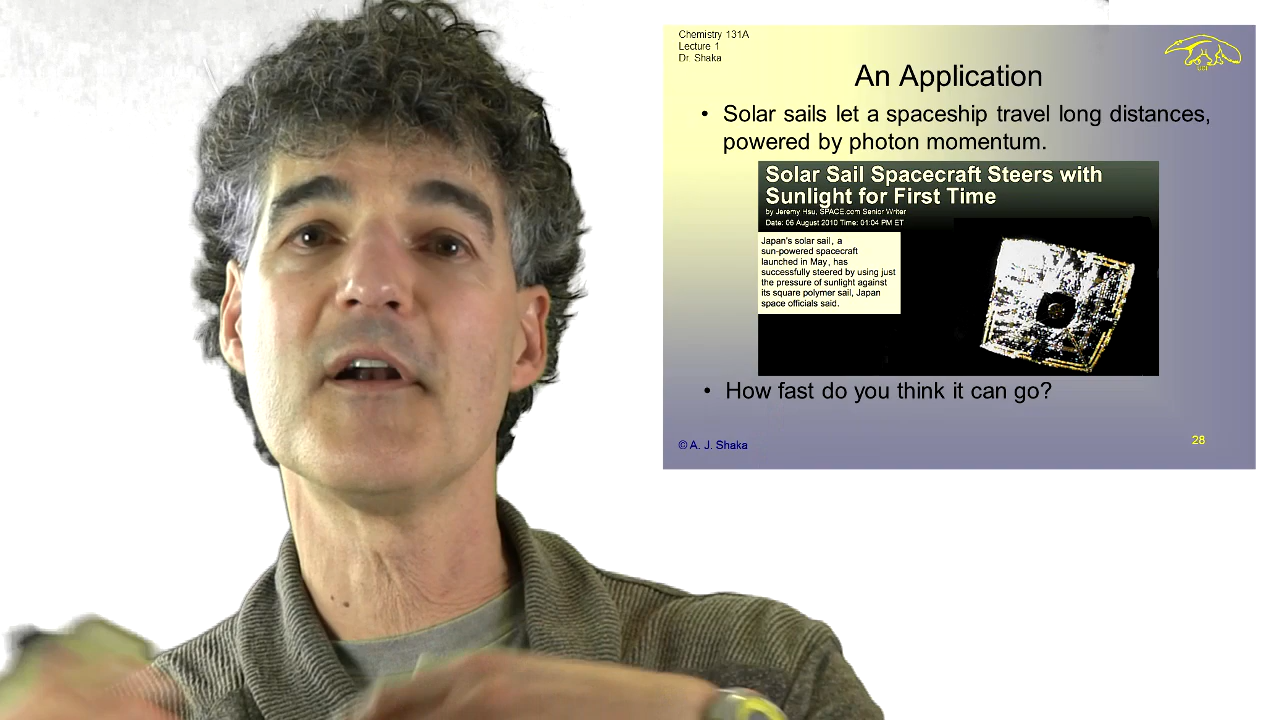 Chemistry 131A
Lecture 1
Dr. Shaka
An Application
• Solar sails let a spaceship travel long distances,
powered by photon momentum.
Solar Sail Spacecraft Steers with
Sunlight for First Time
by Jeremy Hsu, SPACE.com Senior Writer
Date: 06 August 2010 Time: 01:04 PM ET
Japan's solar sail, a
sun-powered spacecraft
launched in May, has
successfully steered by using just
the pressure of sunlight against
its square polymer sail, Japan
space officials said.
• How fast do you think it can go?
© A. J. Shaka
28
UCI